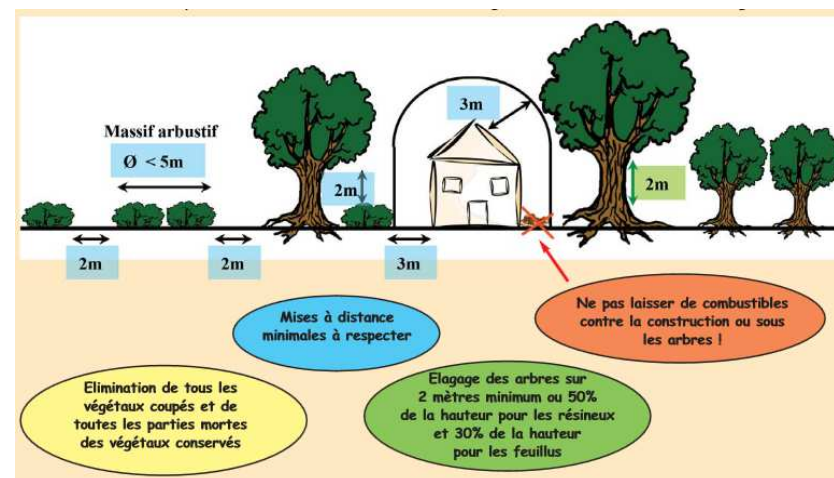 3m
Massif arbustif
Ø < 5m
2m
2m
2m
2m
3m
Mises à distance
minimales à respecter
Ne pas laisser de combustibles
contre la construction ou sous
les arbres !
Elimination de tous les
végétaux coupés et de
toutes les parties mortes
des végétaux conservés
Elagage des arbres sur
2 mètres minimum ou 50%
de la hauteur pour les résineux
et 30% de la hauteur
pour les feuillus